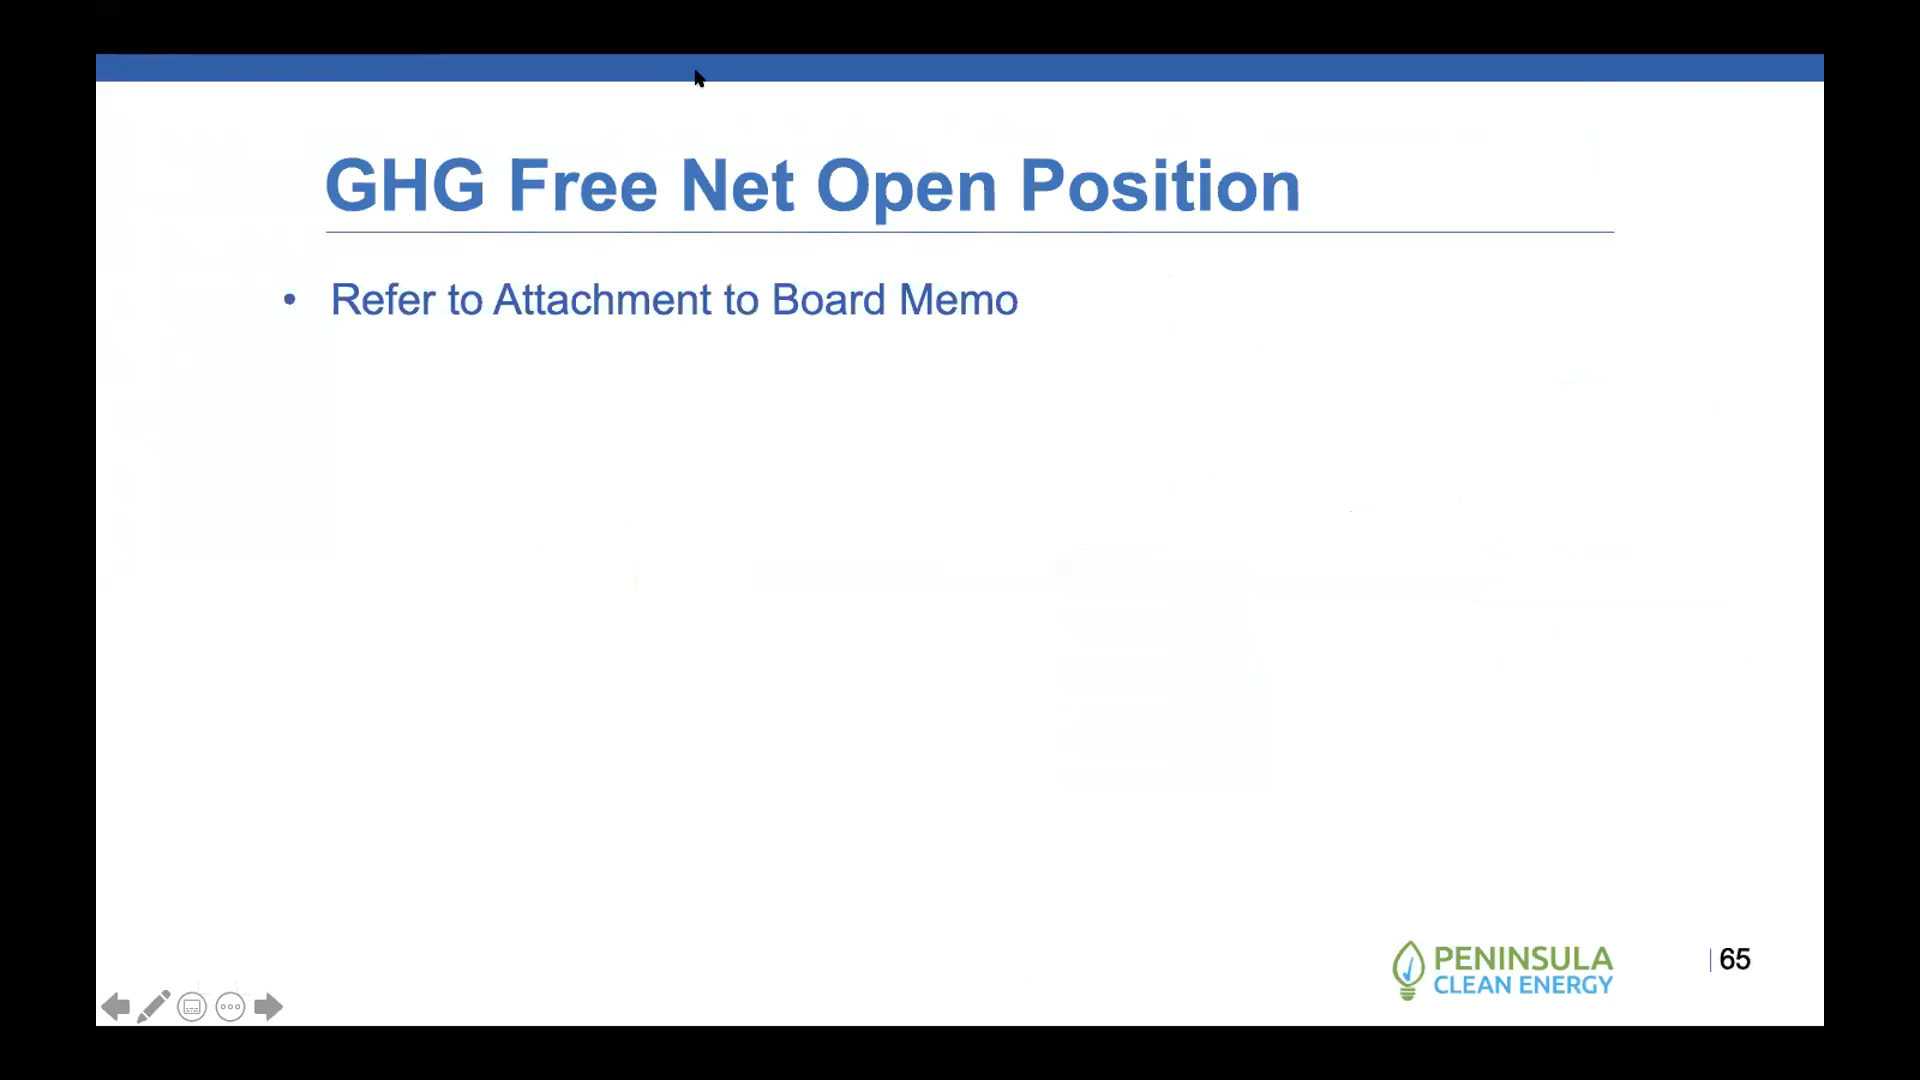 GHG Free Net Open Position
• Refer to Attachment to Board Memo
PENINSULA
CLEAN ENERGY
65